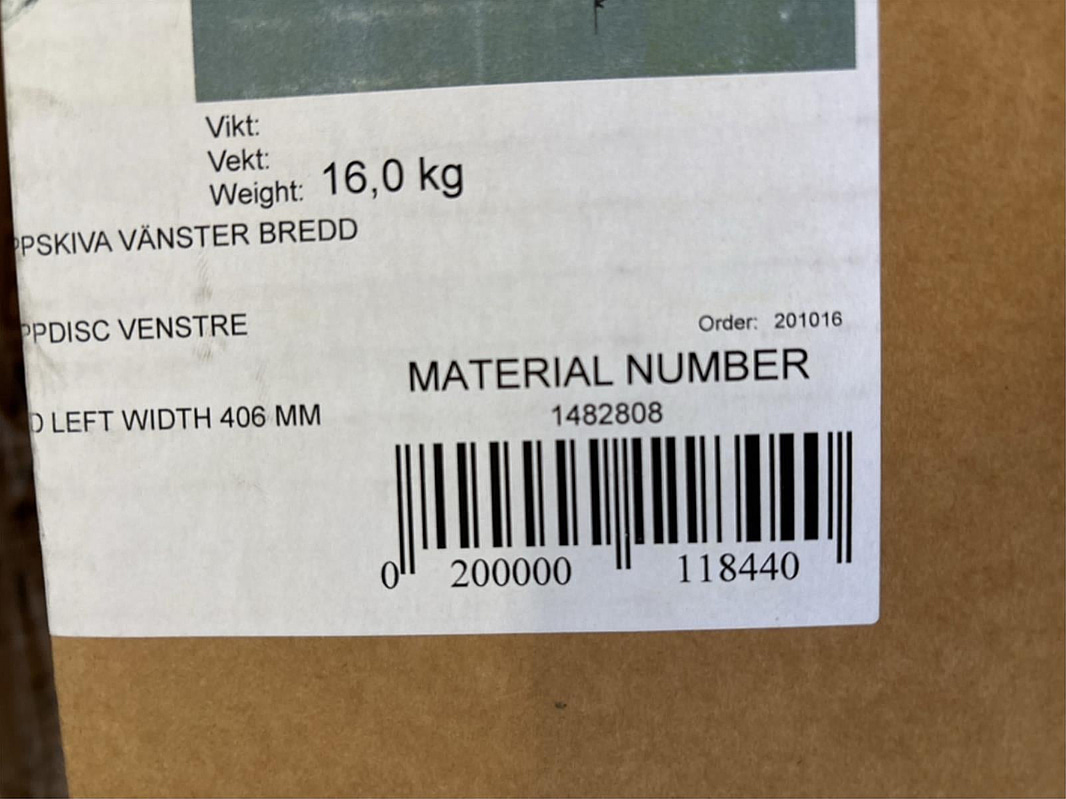 Vikt:
Vekt:
Weight: 16,0 kg
PSKIVA VÄNSTER BREDD
PDISC VENSTRE
LEFT WIDTH 406 MM
Order: 201016
MATERIAL NUMBER
1482808
0 200000 118440